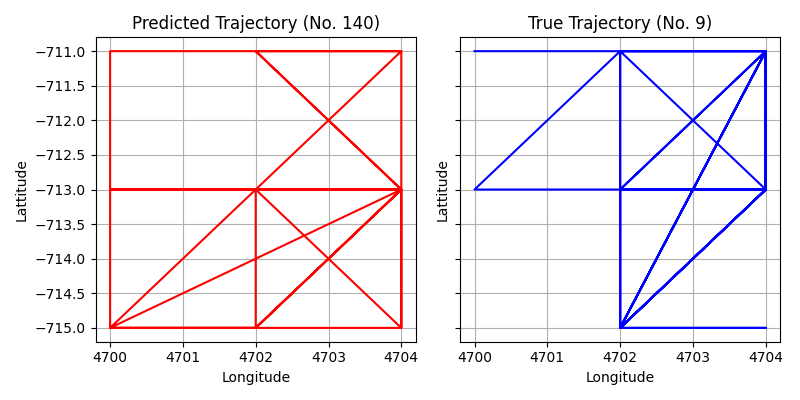 Predicted Trajectory (No. 140)
True Trajectory (No. 9)
−711.0
−711.5
−712.0
−712.5
−713.0
−713.5
−714.0
−714.5
−715.0
Lattitude
Lattitude
4700 4701 4702 4703 4704
4700 4701 4702 4703 4704
Longitude
Longitude